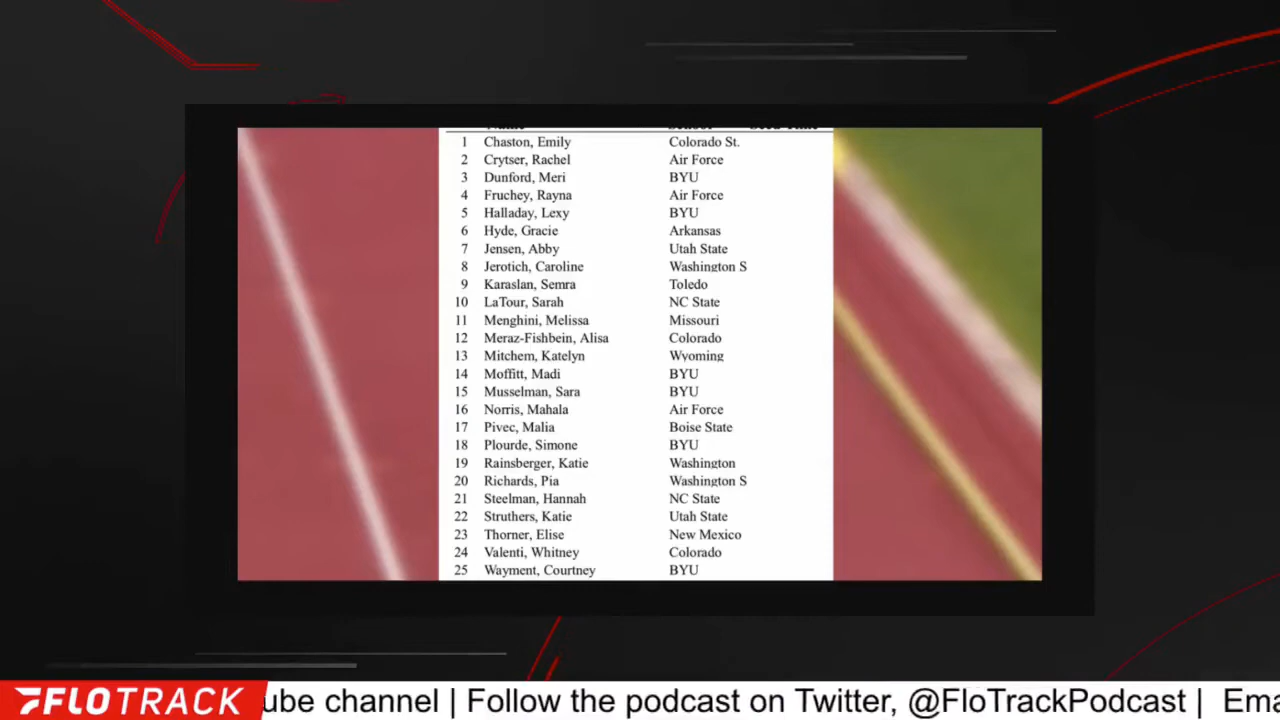 Name School Seed Time
1 Chaston, Emily Colorado St.
2 Crytser, Rachel Air Force
3 Dunford, Meri BYU
4 Fruchey, Rayna Air Force
5 Halladay, Lexy BYU
6 Hyde, Gracie Arkansas
7 Jensen, Abby Utah State
8 Jerotich, Caroline Washington S
9 Karaslan, Semra Toledo
10 LaTour, Sarah NC State
11 Menghini, Melissa Missouri
12 Meraz-Fishbein, Alisa Colorado
13 Mitchem, Katelyn Wyoming
14 Moffitt, Madi BYU
15 Musselman, Sara BYU
16 Norris, Mahala Air Force
17 Pivec, Malia Boise State
18 Plourde, Simone BYU
19 Rainsberger, Katie Washington
20 Richards, Pia Washington S
21 Steelman, Hannah NC State
22 Struthers, Katie Utah State
23 Thorner, Elise New Mexico
24 Valenti, Whitney Colorado
25 Wayment, Courtney BYU
FLOTRACK ube channel | Follow the podcast on Twitter, @FloTrackPodcast | Ema